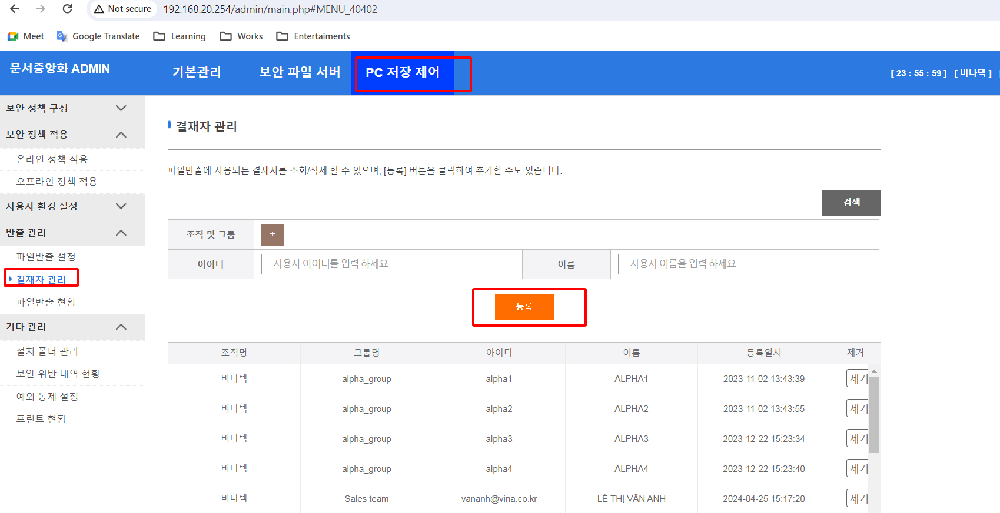 Not secure 192.168.20.254/admin/main.php#MENU_40402
Meet Google Translate Learning Works Entertaiments
문서중앙화 ADMIN 기본관리 보안 파일 서버 PC 저장 제어 [ 23 : 55 : 59 ] [ 비나텍 ]
보안 정책 구성
보안 정책 적용
온라인 정책 적용
오프라인 정책 적용
사용자 환경 설정
반출 관리
파일반출 설정
결재자 관리
파일반출 현황
기타 관리
설치 폴더 관리
보안 위반 내역 현황
예외 통제 설정
프린트 현황
결재자 관리
파일반출에 사용되는 결재자를 조회/삭제 할 수 있으며, [등록] 버튼을 클릭하여 추가할 수도 있습니다.
검색
조직 및 그룹 +
아이디 사용자 아이디를 입력 하세요. 이름 사용자 이름을 입력 하세요.
등록
조직명 그룹명 아이디 이름 등록일시 제거
비나텍 alpha_group alpha1 ALPHA1 2023-11-02 13:43:39 제거
비나텍 alpha_group alpha2 ALPHA2 2023-11-02 13:43:55 제거
비나텍 alpha_group alpha3 ALPHA3 2023-12-22 15:23:34 제거
비나텍 alpha_group alpha4 ALPHA4 2023-12-22 15:23:40 제거
비나텍 Sales team vananh@vina.co.kr LÊ THỊ VÂN ANH 2024-04-25 15:17:20 제거